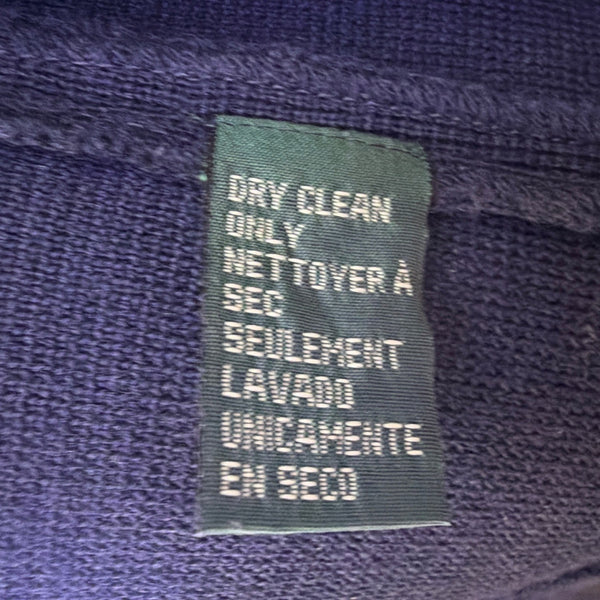 DRY CLEAN
ONLY
NETTOYER À
SEC
SEULEMENT
LAVADO
UNICAMENTE
EN SECO